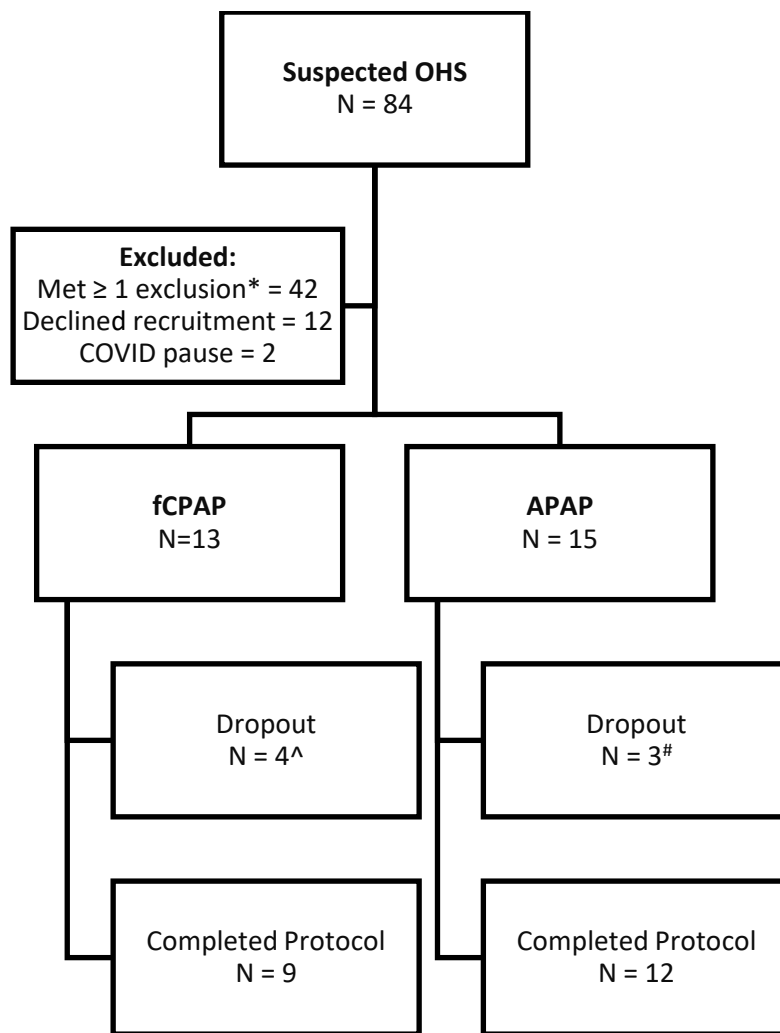 Suspected OHS
N = 84
Excluded:
Met ≥ 1 exclusion* = 42
Declined recruitment = 12
COVID pause = 2
fCPAP
N=13
APAP
N = 15
Dropout
N = 4^
Dropout
N = 3#
Completed Protocol
N = 9
Completed Protocol
N = 12